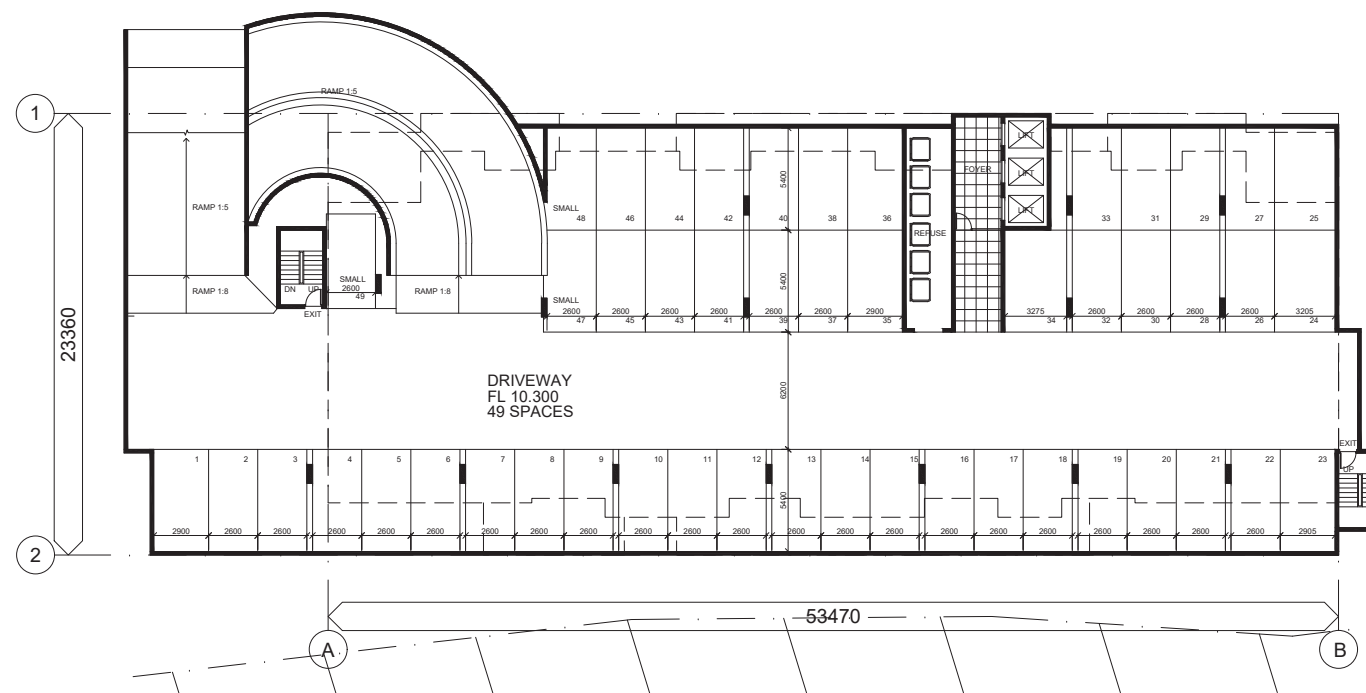 1
RAMP 1:5
LIFT
SMALL
5400
FOYER
LIFT
RAMP 1:5
LIFT
48 46 44 42 40 38 36
33 31 29 27 25
REFUSE
SMALL
2600
49
DN UP
EXIT
RAMP 1:8
RAMP 1:8
5400
SMALL
2600 2600 2600 2600 2600 2600 2900
47 45 43 41 39 37 35
3275 2600 2600 2600 2600 3205
34 32 30 28 26 24
23360
DRIVEWAY
FL 10.300
49 SPACES
6200
EXIT
UP
1 2 3 4 5 6 7 8 9 10 11 12 13 14 15 16 17 18 19 20 21 22 23
5400
2900 2600 2600 2600 2600 2600 2600 2600 2600 2600 2600 2600 2600 2600 2600 2600 2600 2600 2600 2600 2600 2600 2905
2
53470
A
B